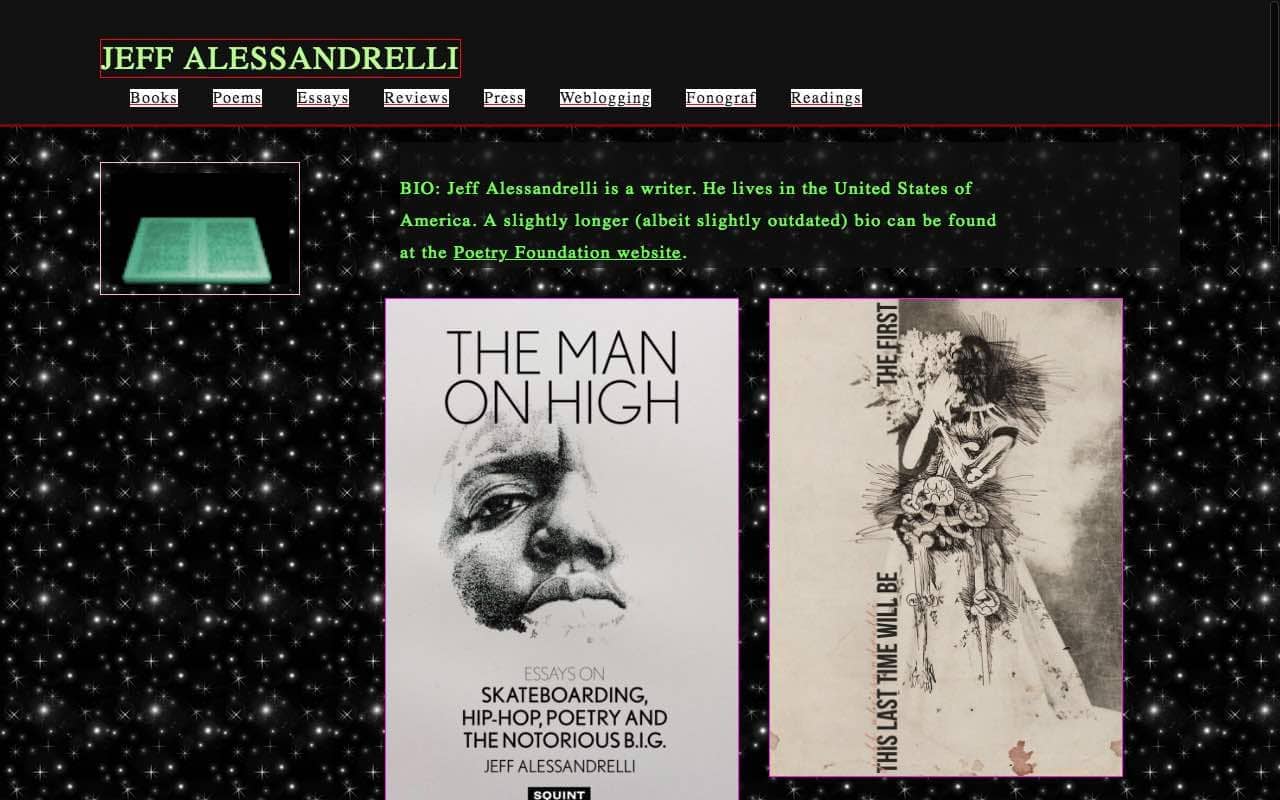 JEFF ALESSANDRELLI
Books Poems Essays Reviews Press Weblogging Fonograf Readings
BIO: Jeff Alessandrelli is a writer. He lives in the United States of
America. A slightly longer (albeit slightly outdated) bio can be found
at the Poetry Foundation website.
THE MAN
ON HIGH
ESSAYS ON
SKATEBOARDING,
HIP-HOP, POETRY AND
THE NOTORIOUS B.I.G.
JEFF ALESSANDRELLI
SQUINT
THIS LAST TIME WILL BE THE FIRST